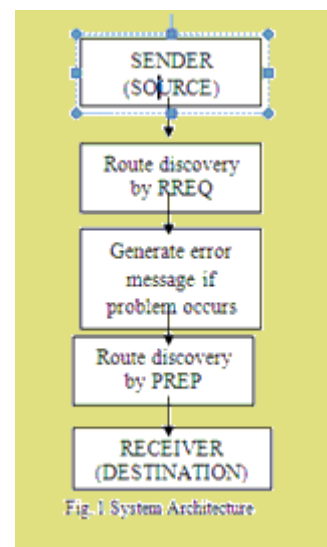 SENDER
(SOURCE)
Route discovery
by RREQ
Generate error
message if
problem occurs
Route discovery
by PREP
RECEIVER
(DESTINATION)
Fig. 1 System Architecture